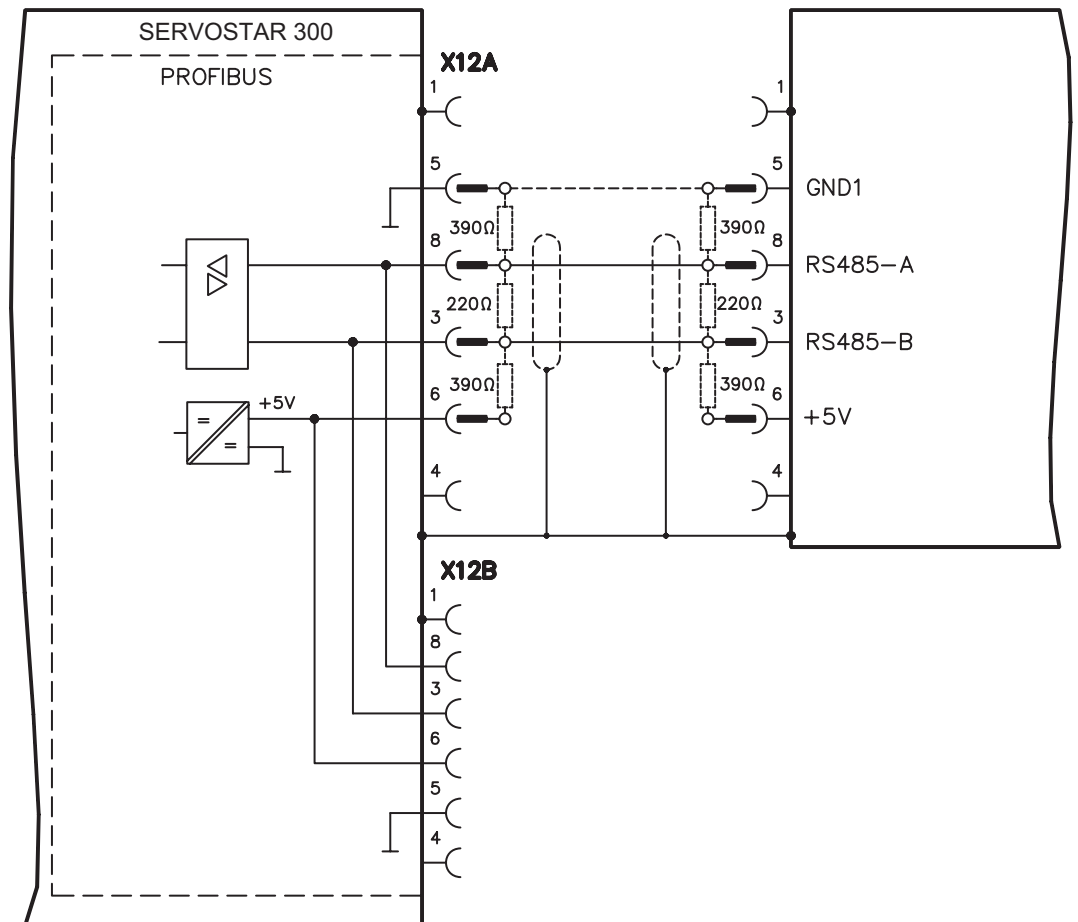 SERVOSTAR 300
PROFIBUS
X12A
1
1
5
5
GND1
390Ω
390Ω
8
8
RS485-A
220Ω
220Ω
3
3
RS485-B
390Ω
390Ω
6
6
+5V
+5V
=
=
4
4
X12B
1
8
3
6
5
4